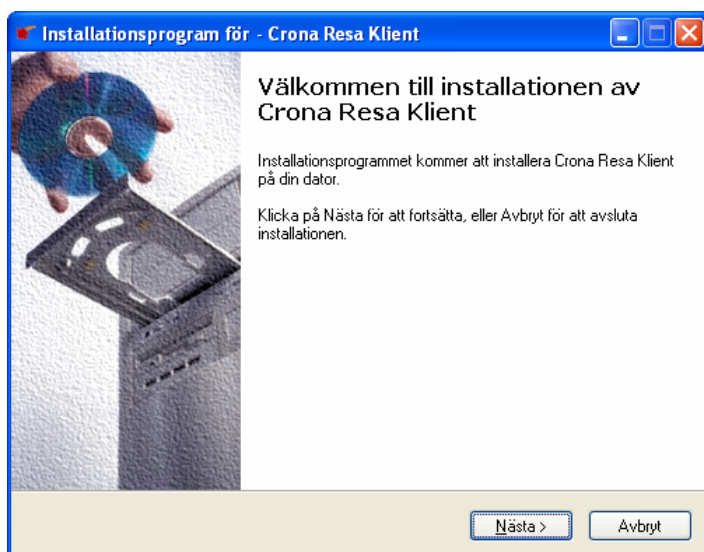 Installationsprogram för - Crona Resa Klient
Välkommen till installationen av
Crona Resa Klient
Installationsprogrammet kommer att installera Crona Resa Klient
på din dator.
Klicka på Nästa för att fortsätta, eller Avbryt för att avsluta
installationen.
Nästa >
Avbryt